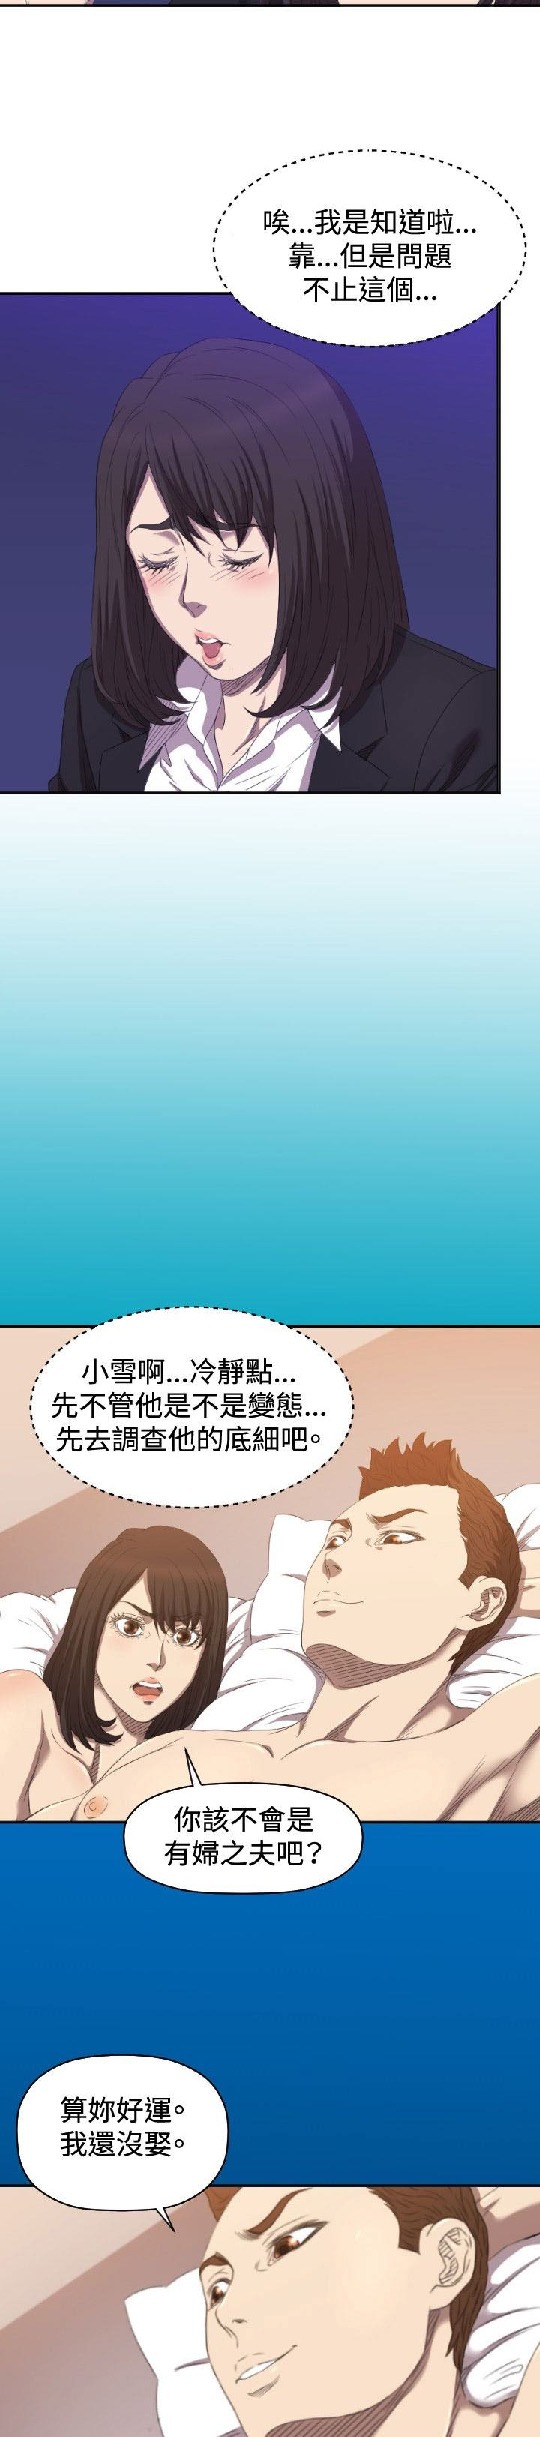 唉...我是知道啦...
靠...但是問題
不止這個...
小雪啊...冷靜點...
先不管他是不是變態...
先去調查他的底細吧。
你該不會是
有婦之夫吧？
算妳好運。
我還沒娶。